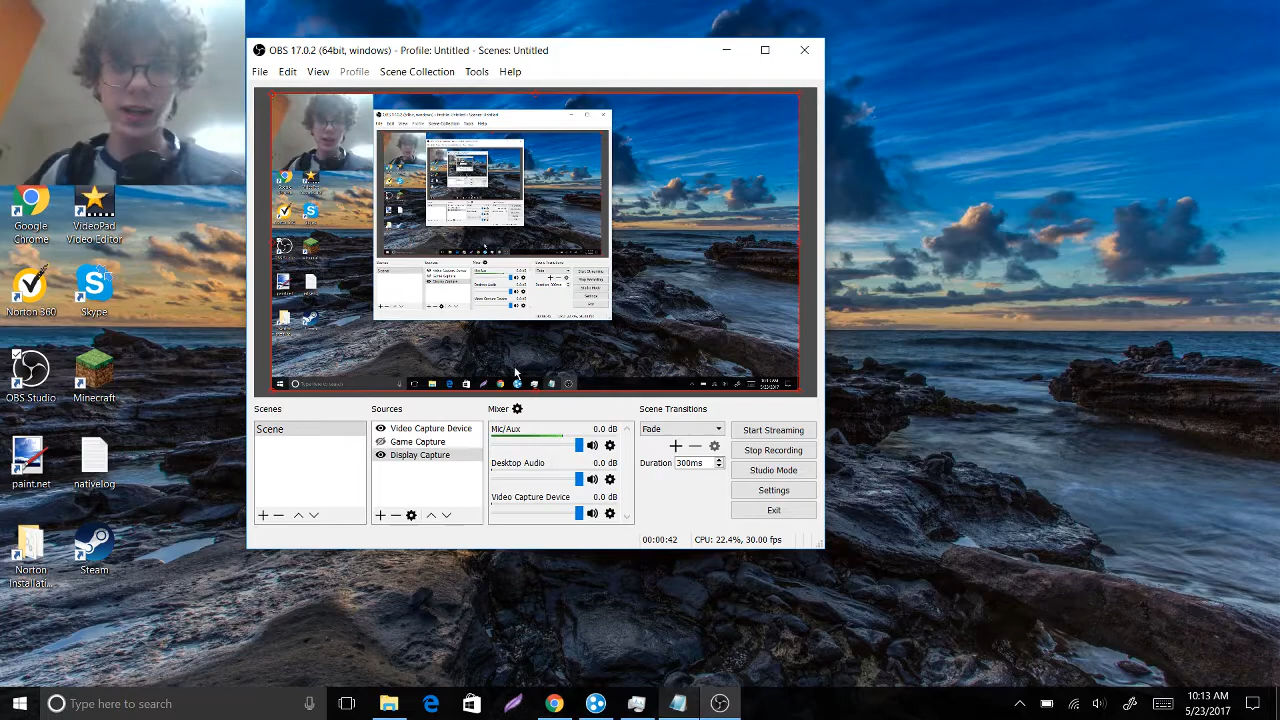 OBS 17.0.2 (64bit, windows) - Profile: Untitled - Scenes: Untitled
File Edit View Profile Scene Collection Tools Help
Google Chrome
VideoPad Video Editor
Norton 360
Skype
OBS Studio
Minecraft
paint.net
nativelog
Norton Installati...
Steam
Scenes
Scene
Sources
Video Capture Device
Game Capture
Display Capture
Mixer
Mic/Aux 0.0 dB
Desktop Audio 0.0 dB
Video Capture Device 0.0 dB
Scene Transitions
Fade
Duration 300ms
Start Streaming
Stop Recording
Studio Mode
Settings
Exit
00:00:42 CPU: 22.4%, 30.00 fps
Type here to search
10:13 AM
5/23/2017